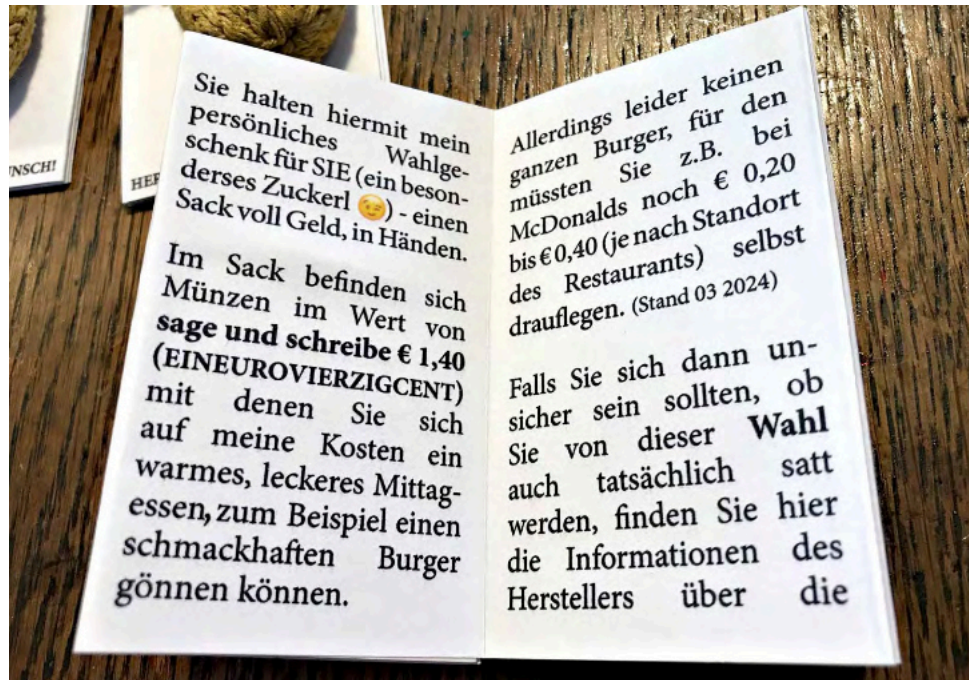 NSCH!
HER
Sie halten hiermit mein
persönliches Wahlge-
schenk für SIE (ein beson-
derses Zuckerl 😉) - einen
Sack voll Geld, in Händen.
Im Sack befinden sich
Münzen im Wert von
sage und schreibe € 1,40
(EINEUROVIERZIGCENT)
mit denen Sie sich
auf meine Kosten ein
warmes, leckeres Mittag-
essen, zum Beispiel einen
schmackhaften Burger
gönnen können.
Allerdings leider keinen
ganzen Burger, für den
müssten Sie z.B. bei
McDonalds noch € 0,20
bis € 0,40 (je nach Standort
des Restaurants) selbst
drauflegen. (Stand 03 2024)
Falls Sie sich dann un-
sicher sein sollten, ob
Sie von dieser Wahl
auch tatsächlich satt
werden, finden Sie hier
die Informationen des
Herstellers über die